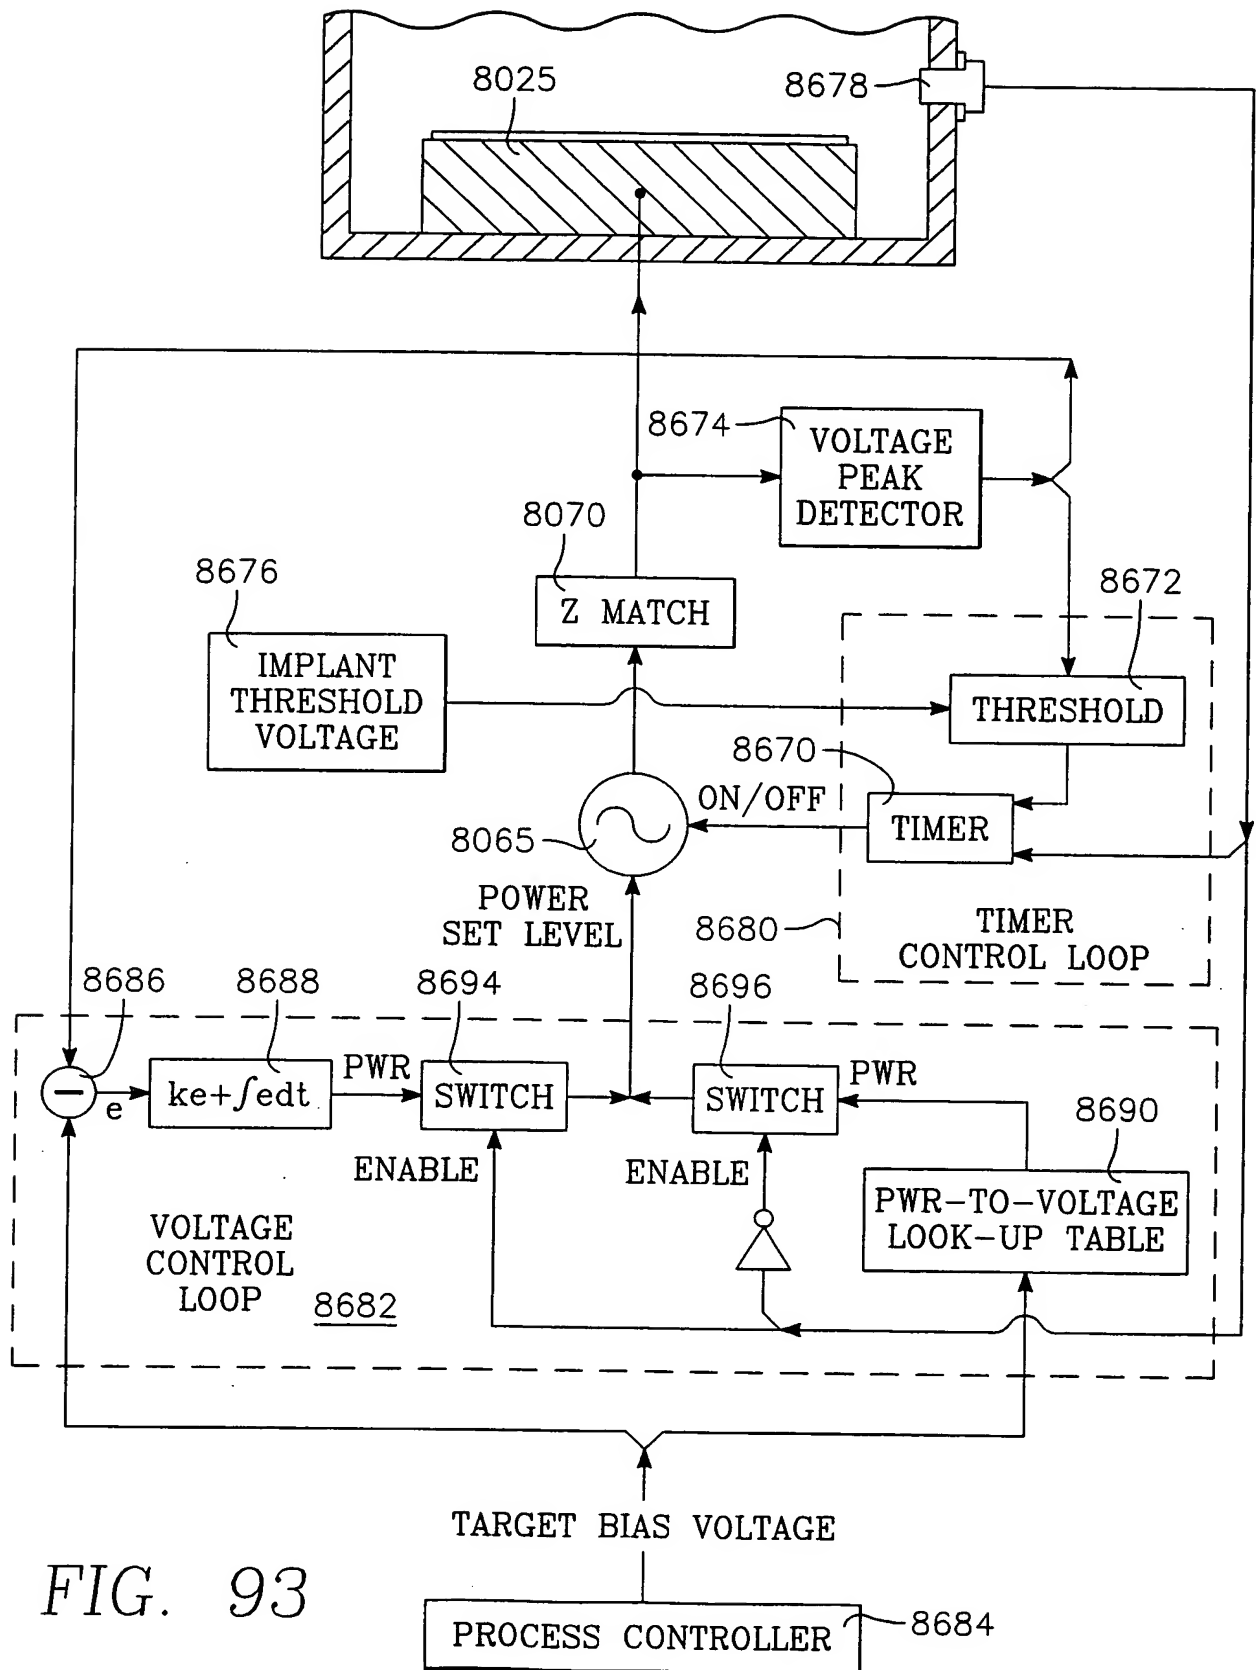 8025
8678
8674
VOLTAGE
PEAK
DETECTOR
8070
Z MATCH
8676
IMPLANT
THRESHOLD
VOLTAGE
8672
THRESHOLD
8670
TIMER
ON/OFF
8065
POWER
SET LEVEL
8680
TIMER
CONTROL LOOP
8686
8688
8694
8696
−
e
ke+∫edt
PWR
SWITCH
SWITCH
PWR
8690
ENABLE
ENABLE
PWR-TO-VOLTAGE
LOOK-UP TABLE
VOLTAGE
CONTROL
LOOP
8682
TARGET BIAS VOLTAGE
FIG. 93
PROCESS CONTROLLER
8684